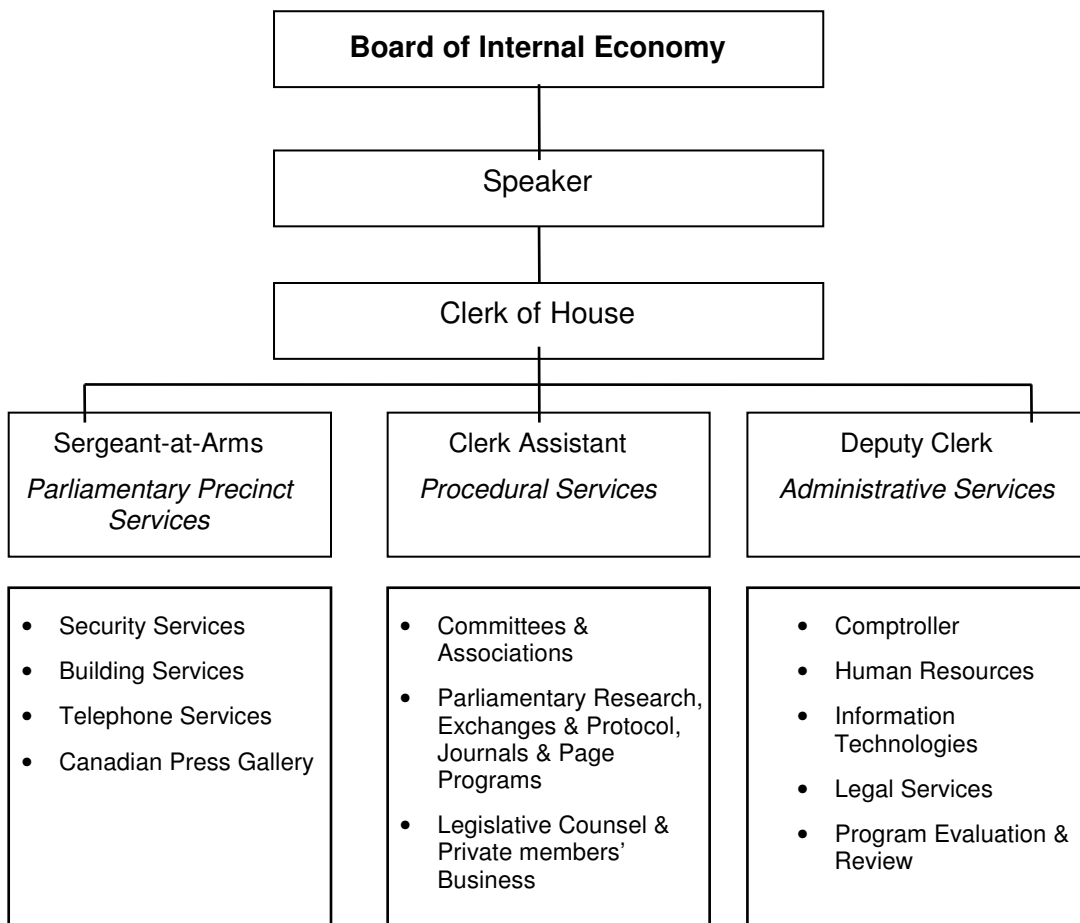 Board of Internal Economy
Speaker
Clerk of House
Sergeant-at-Arms
Parliamentary Precinct
Services
Clerk Assistant
Procedural Services
Deputy Clerk
Administrative Services
• Security Services
• Building Services
• Telephone Services
• Canadian Press Gallery
• Committees &
Associations
• Parliamentary Research,
Exchanges & Protocol,
Journals & Page
Programs
• Legislative Counsel &
Private members’
Business
• Comptroller
• Human Resources
• Information
Technologies
• Legal Services
• Program Evaluation &
Review